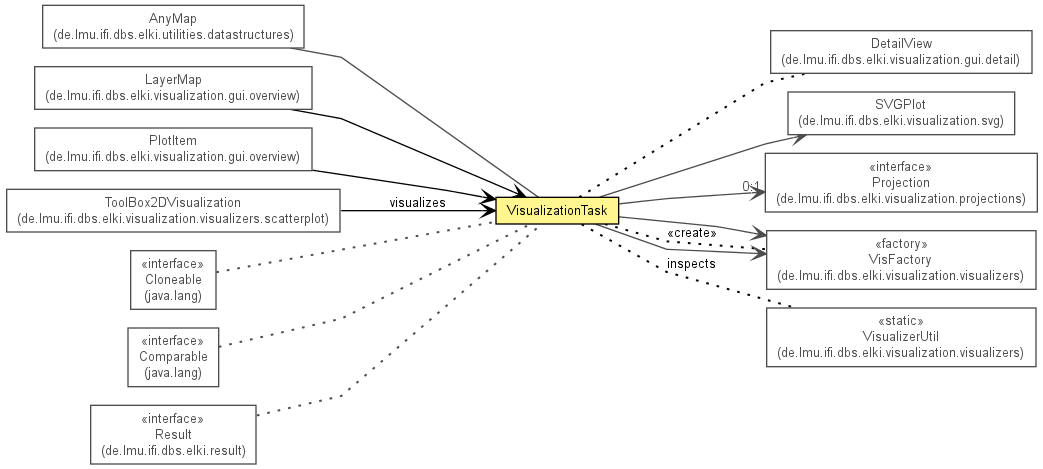 AnyMap
(de.lmu.ifi.dbs.elki.utilities.datastructures)
LayerMap
(de.lmu.ifi.dbs.elki.visualization.gui.overview)
PlotItem
(de.lmu.ifi.dbs.elki.visualization.gui.overview)
ToolBox2DVisualization
(de.lmu.ifi.dbs.elki.visualization.visualizers.scatterplot)
«interface»
Cloneable
(java.lang)
«interface»
Comparable
(java.lang)
«interface»
Result
(de.lmu.ifi.dbs.elki.result)
visualizes
VisualizationTask
DetailView
(de.lmu.ifi.dbs.elki.visualization.gui.detail)
SVGPlot
(de.lmu.ifi.dbs.elki.visualization.svg)
0:1
«interface»
Projection
(de.lmu.ifi.dbs.elki.visualization.projections)
«create»
«factory»
VisFactory
(de.lmu.ifi.dbs.elki.visualization.visualizers)
inspects
«static»
VisualizerUtil
(de.lmu.ifi.dbs.elki.visualization.visualizers)